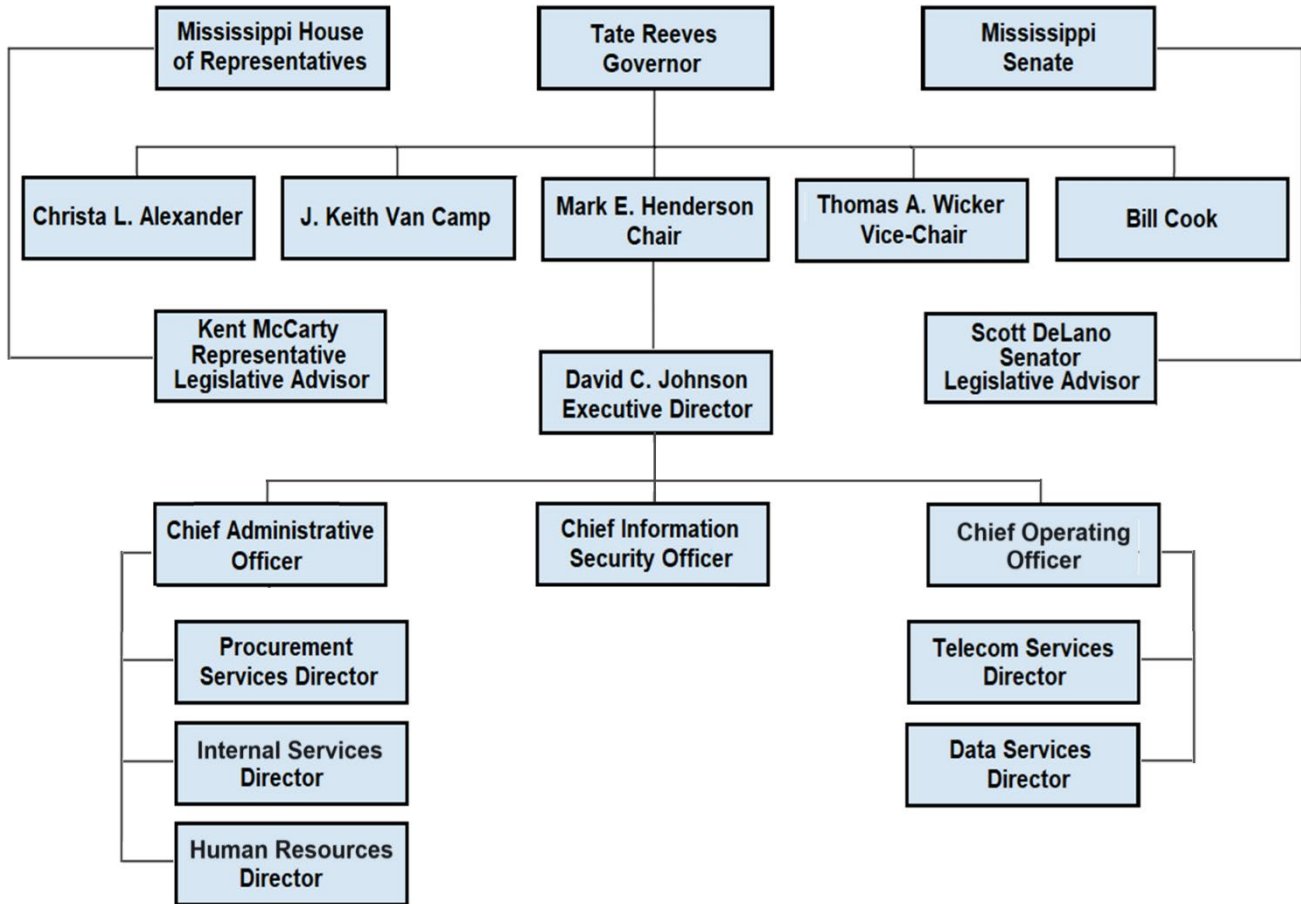 Mississippi House
of Representatives
Tate Reeves
Governor
Mississippi
Senate
Christa L. Alexander
J. Keith Van Camp
Mark E. Henderson
Chair
Thomas A. Wicker
Vice-Chair
Bill Cook
Kent McCarty
Representative
Legislative Advisor
David C. Johnson
Executive Director
Scott DeLano
Senator
Legislative Advisor
Chief Administrative
Officer
Chief Information
Security Officer
Chief Operating
Officer
Procurement
Services Director
Telecom Services
Director
Internal Services
Director
Data Services
Director
Human Resources
Director